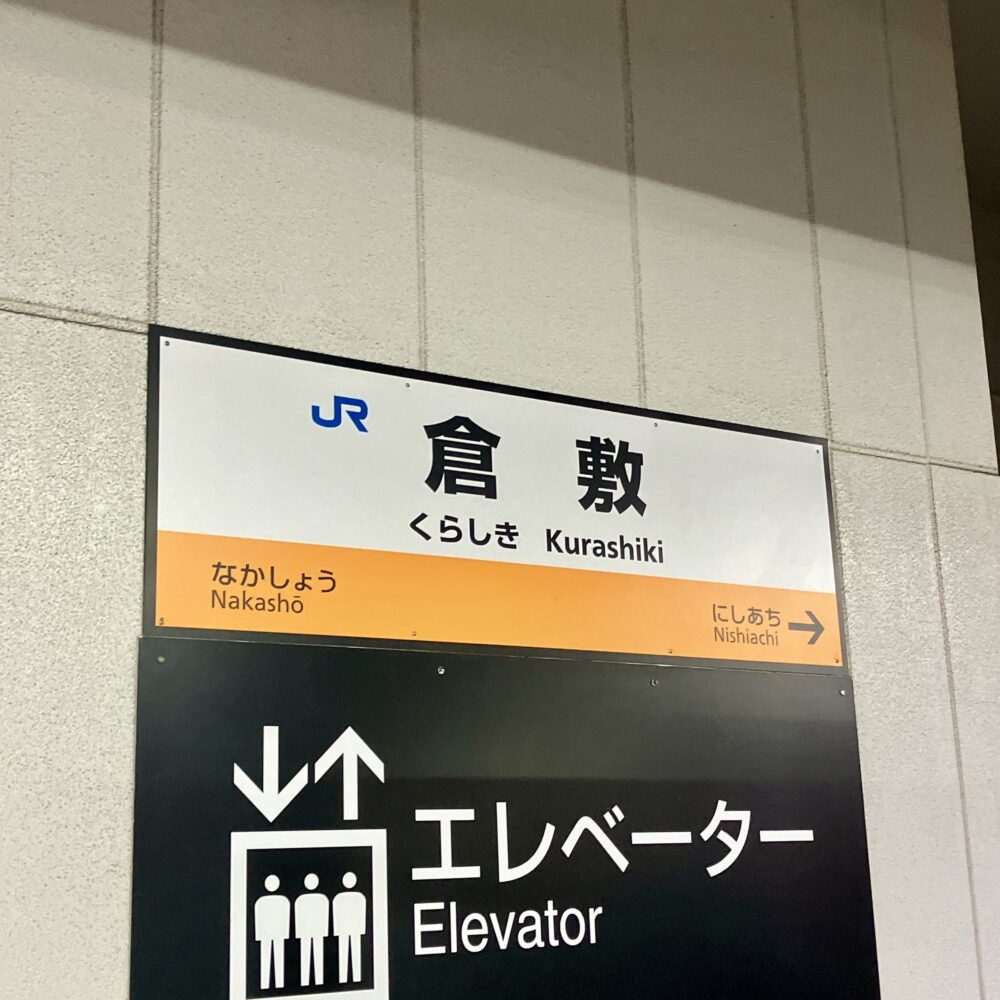 JR 倉敷
くらしき Kurashiki
なかしょう
Nakashō
にしあち
Nishiachi
エレベーター
Elevator